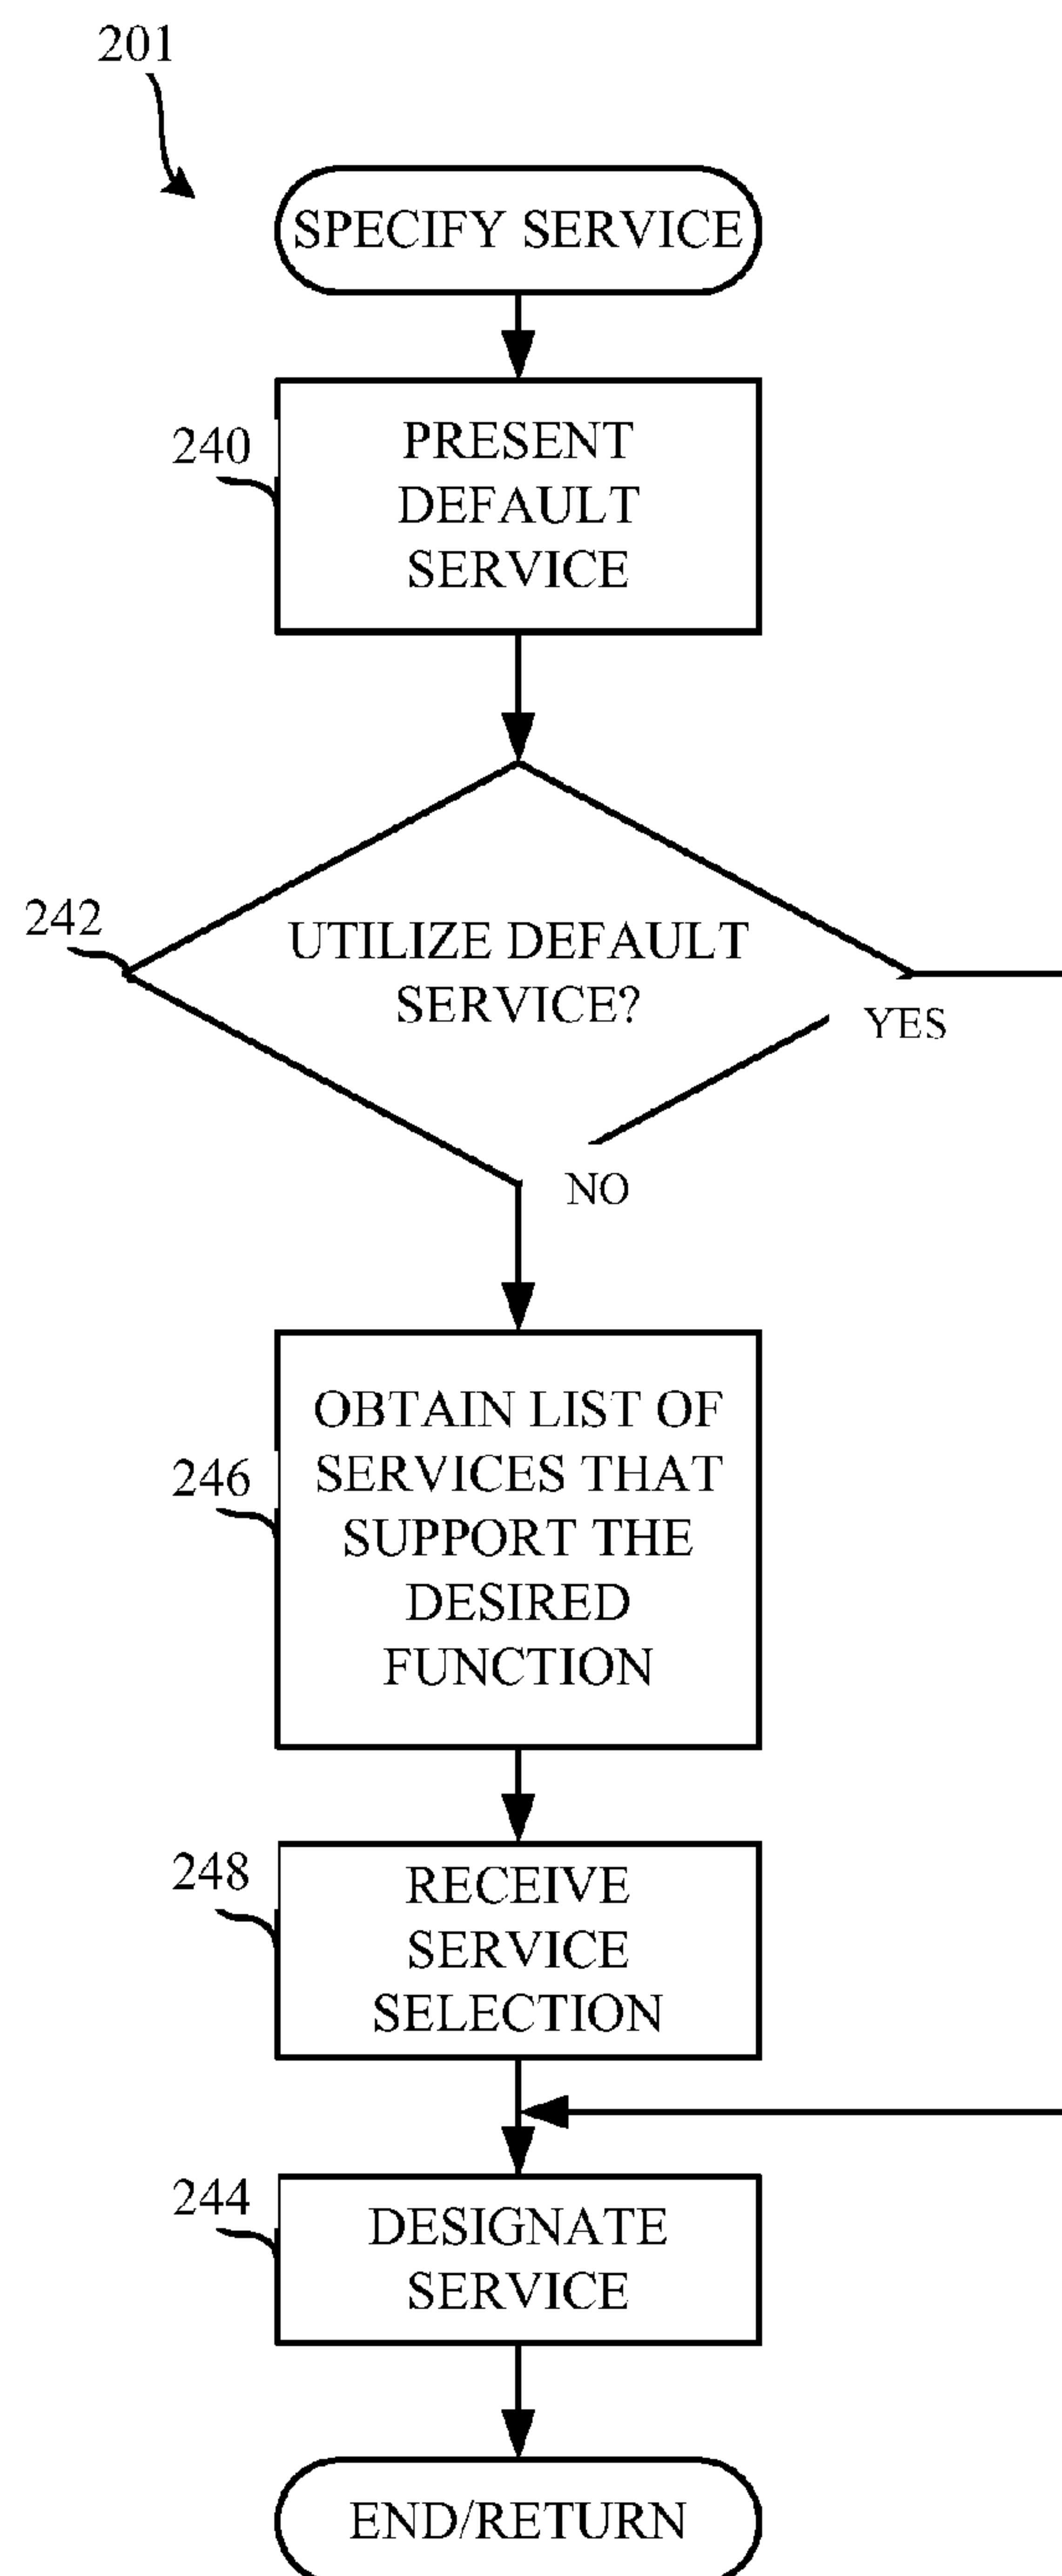 201
SPECIFY SERVICE
240
PRESENT
DEFAULT
SERVICE
242
UTILIZE DEFAULT
SERVICE?
YES
NO
246
OBTAIN LIST OF
SERVICES THAT
SUPPORT THE
DESIRED
FUNCTION
248
RECEIVE
SERVICE
SELECTION
244
DESIGNATE
SERVICE
END/RETURN